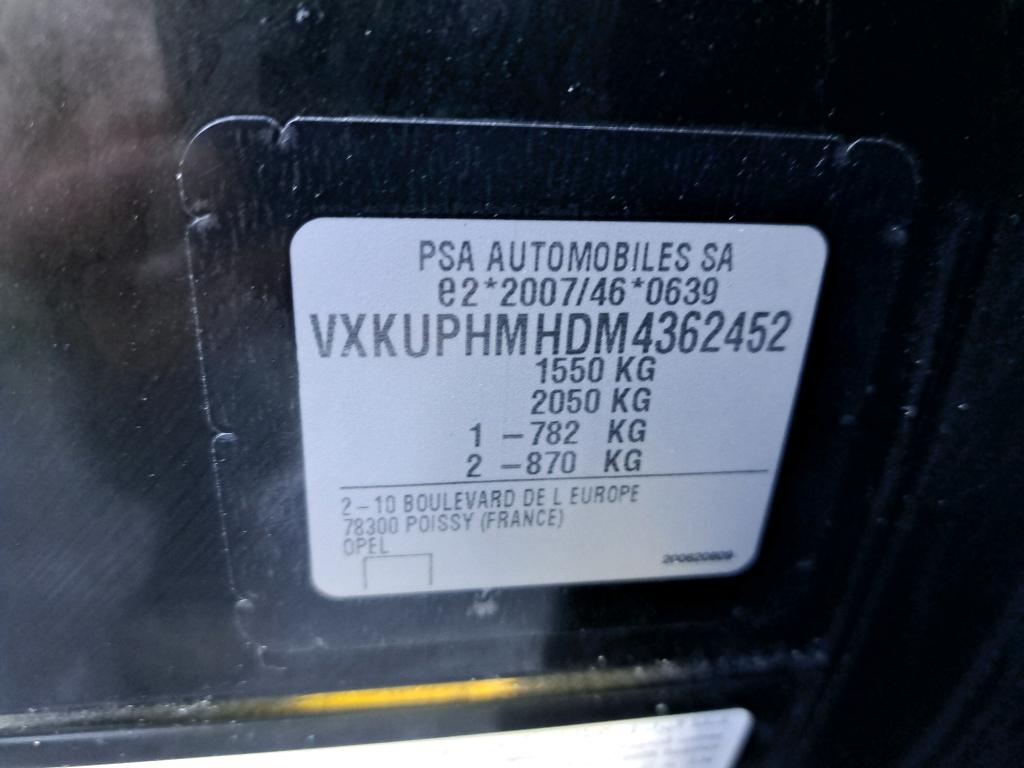 PSA AUTOMOBILES SA
e2*2007/46*0639
VXKUPHMHDM4362452
1550 KG
2050 KG
1 -782 KG
2 -870 KG
2-10 BOULEVARD DE L EUROPE
78300 POISSY (FRANCE)
OPEL